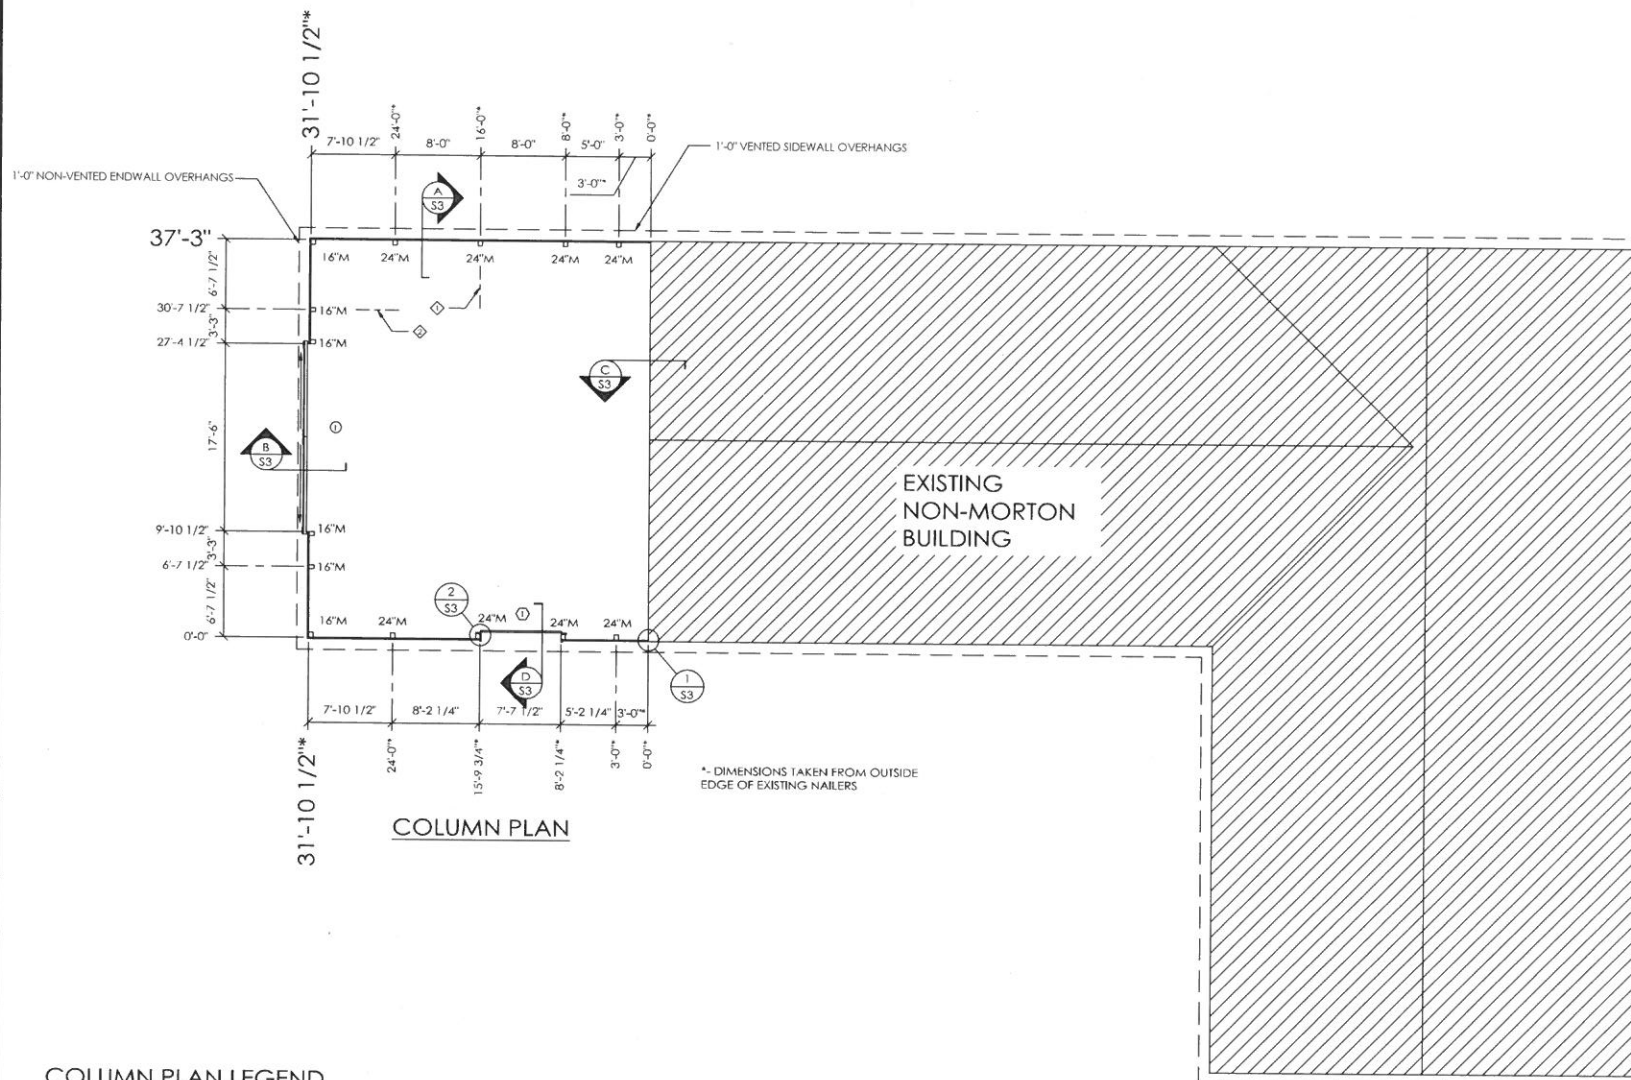 31'-10 1/2"*
7'-10 1/2"
24'-0"*
8'-0"
16'-0"*
8'-0"
8'-0"*
5'-0"
3'-0"*
0'-0"*
3'-0"*
1'-0" VENTED SIDEWALL OVERHANGS
1'-0" NON-VENTED ENDWALL OVERHANGS
A
S3
37'-3"
16"M
24"M
24"M
24"M
24"M
6'-7 1/2"
30'-7 1/2"
16"M
1
2
3'-3"
27'-4 1/2"
16"M
C
S3
17'-6"
1
B
S3
EXISTING
NON-MORTON
BUILDING
9'-10 1/2"
16"M
3'-3"
6'-7 1/2"
16"M
6'-7 1/2"
2
S3
24"M
1
16"M
24"M
24"M
24"M
0'-0"
D
S3
1
S3
7'-10 1/2"
8'-2 1/4"
7'-7 1/2"
5'-2 1/4"
3'-0"*
31'-10 1/2"*
24'-0"*
15'-9 3/4"*
8'-2 1/4"*
3'-0"*
0'-0"*
*- DIMENSIONS TAKEN FROM OUTSIDE
EDGE OF EXISTING NAILERS
COLUMN PLAN
COLUMN PLAN LEGEND